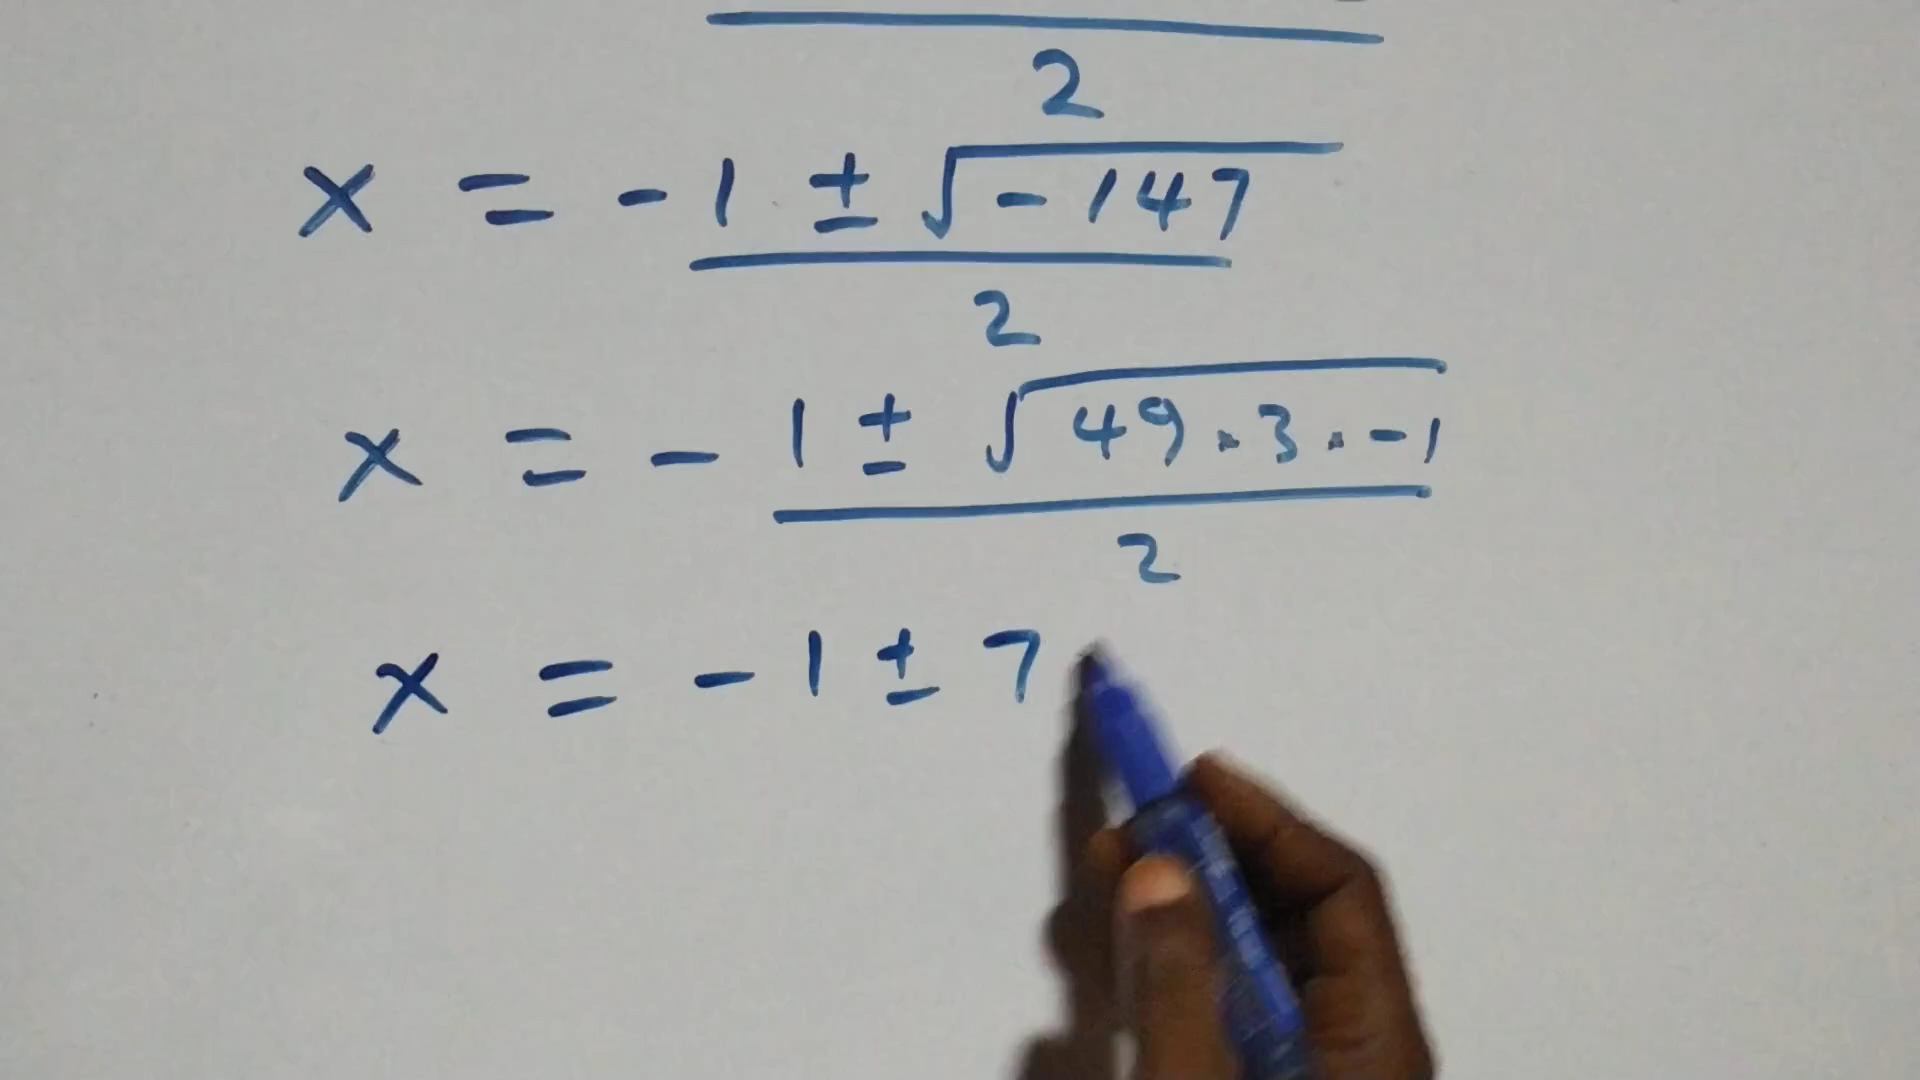 2
x = - 1 ± √-147
2
x = - 1 ± √49 · 3 · -1
2
x = - 1 ± 7